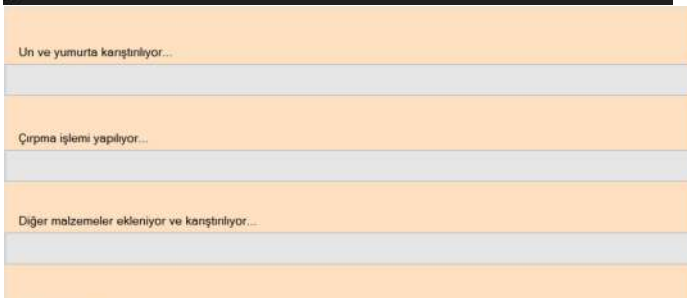 Un ve yumurta karıştırılıyor...
Çırpma işlemi yapılıyor...
Diğer malzemeler ekleniyor ve karıştırılıyor...